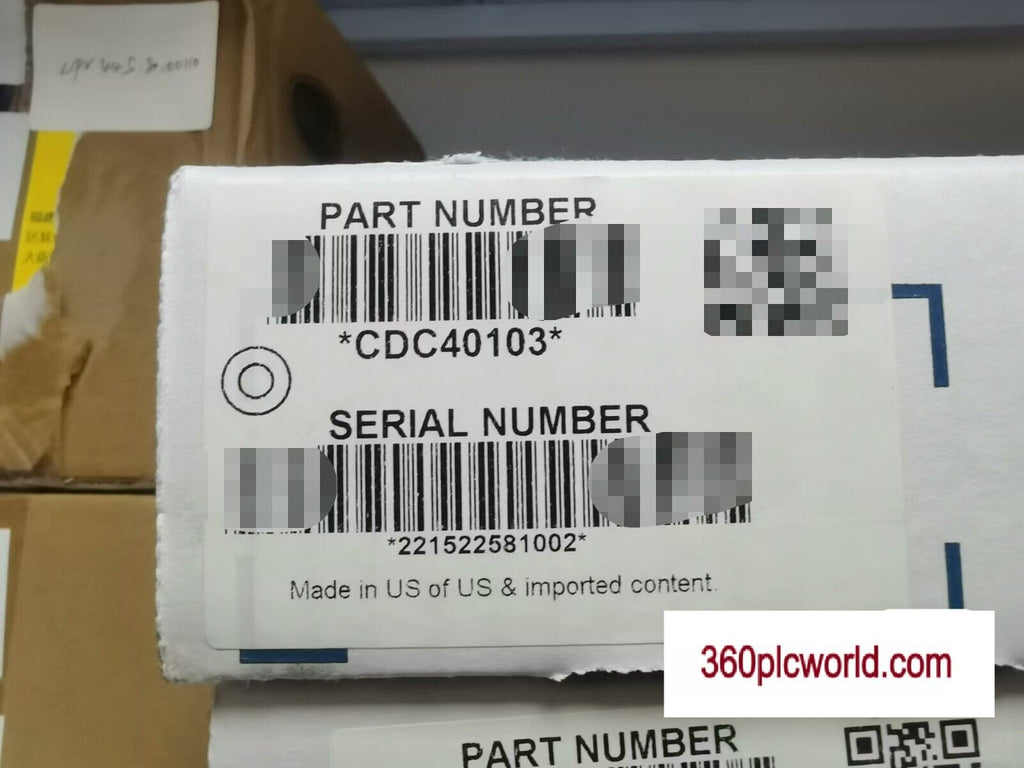 PART NUMBER
*CDC40103*
SERIAL NUMBER
*221522581002*
Made in US of US & imported content.
360plcworld.com
PART NUMBER